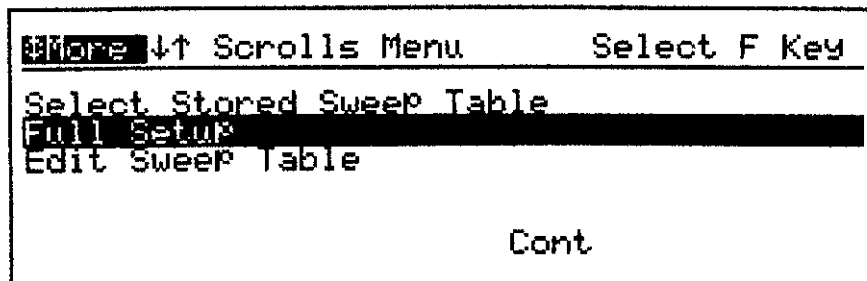 More ↓↑ Scrolls Menu Select F Key
Select Stored Sweep Table
Full Setup
Edit Sweep Table
Cont